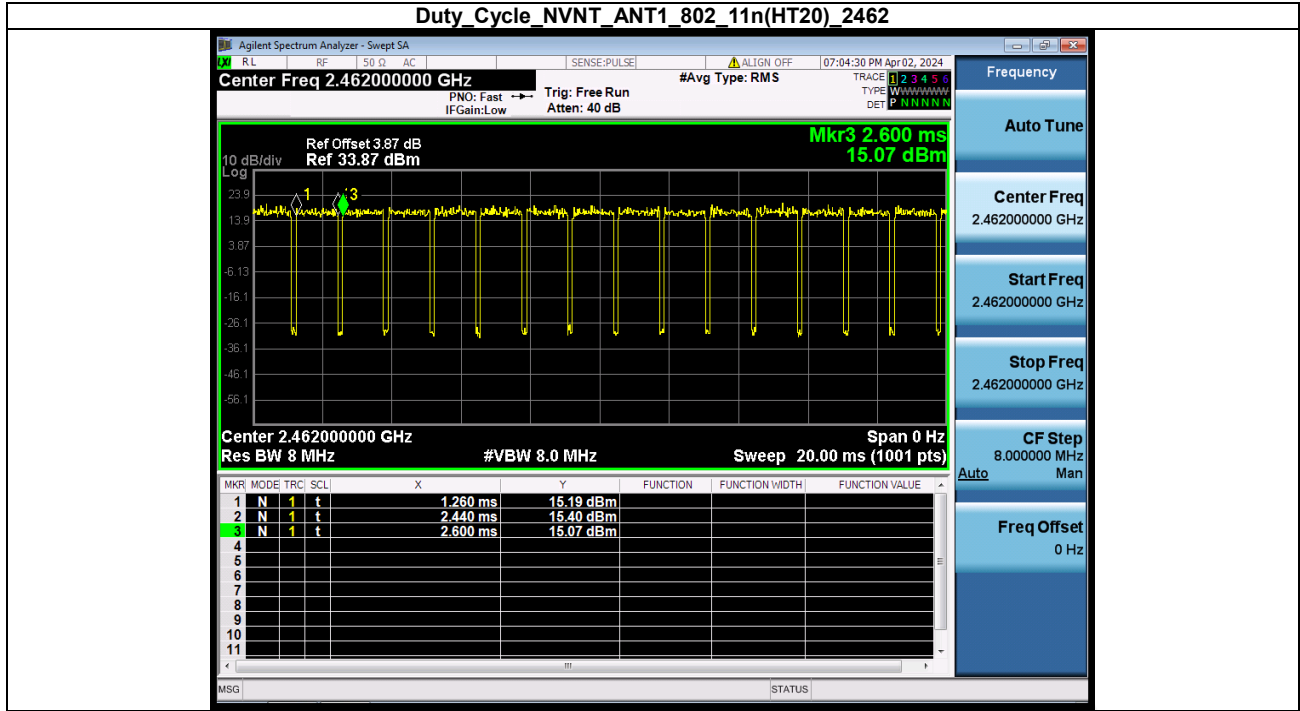 Duty_Cycle_NVNT_ANT1_802_11n(HT20)_2462
Agilent Spectrum Analyzer - Swept SA
LXI RL RF 50 Ω AC SENSE:PULSE ALIGN OFF 07:04:30 PM Apr 02, 2024
Center Freq 2.462000000 GHz #Avg Type: RMS TRACE 1 2 3 4 5 6
PNO: Fast Trig: Free Run TYPE WWWWWW
IFGain:Low Atten: 40 dB DET P N N N N N
Ref Offset 3.87 dB Mkr3 2.600 ms
10 dB/div Ref 33.87 dBm 15.07 dBm
Log
23.9
13.9
3.87
-6.13
-16.1
-26.1
-36.1
-46.1
-56.1
1
3
Center 2.462000000 GHz Span 0 Hz
Res BW 8 MHz #VBW 8.0 MHz Sweep 20.00 ms (1001 pts)
MKR MODE TRC SCL X Y FUNCTION FUNCTION WIDTH FUNCTION VALUE
1 N 1 t 1.260 ms 15.19 dBm
2 N 1 t 2.440 ms 15.40 dBm
3 N 1 t 2.600 ms 15.07 dBm
4
5
6
7
8
9
10
11
MSG STATUS
Frequency
Auto Tune
Center Freq
2.462000000 GHz
Start Freq
2.462000000 GHz
Stop Freq
2.462000000 GHz
CF Step
8.000000 MHz
Auto Man
Freq Offset
0 Hz